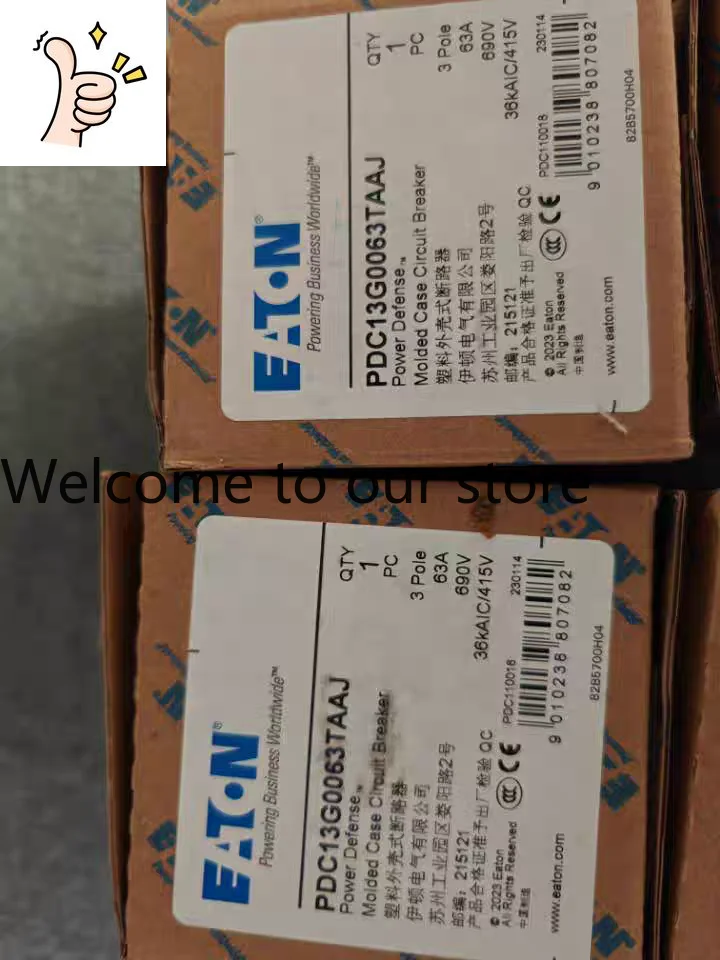 EATON®
Powering Business Worldwide™
PDC13G0063TAAJ
Power Defense™
Molded Case Circuit Breaker
塑料外壳式断路器
伊顿电气有限公司
苏州工业园区娄阳路2号
邮编：215121
产品合格证准予出厂检验 QC
© 2023 Eaton
All Rights Reserved
中国制造
www.eaton.com
QTY
1
PC
3 Pole
63A
690V
36kAIC/415V
PDC110018
230114
9 010238 807082
82B5700H04
CCC CE
Welcome to our store
EATON®
Powering Business Worldwide™
PDC13G0063TAAJ
Power Defense™
Molded Case Circuit Breaker
塑料外壳式断路器
伊顿电气有限公司
苏州工业园区娄阳路2号
邮编：215121
产品合格证准予出厂检验 QC
© 2023 Eaton
All Rights Reserved
中国制造
www.eaton.com
QTY
1
PC
3 Pole
63A
690V
36kAIC/415V
PDC110018
230114
9 010238 807082
82B5700H04
CCC CE